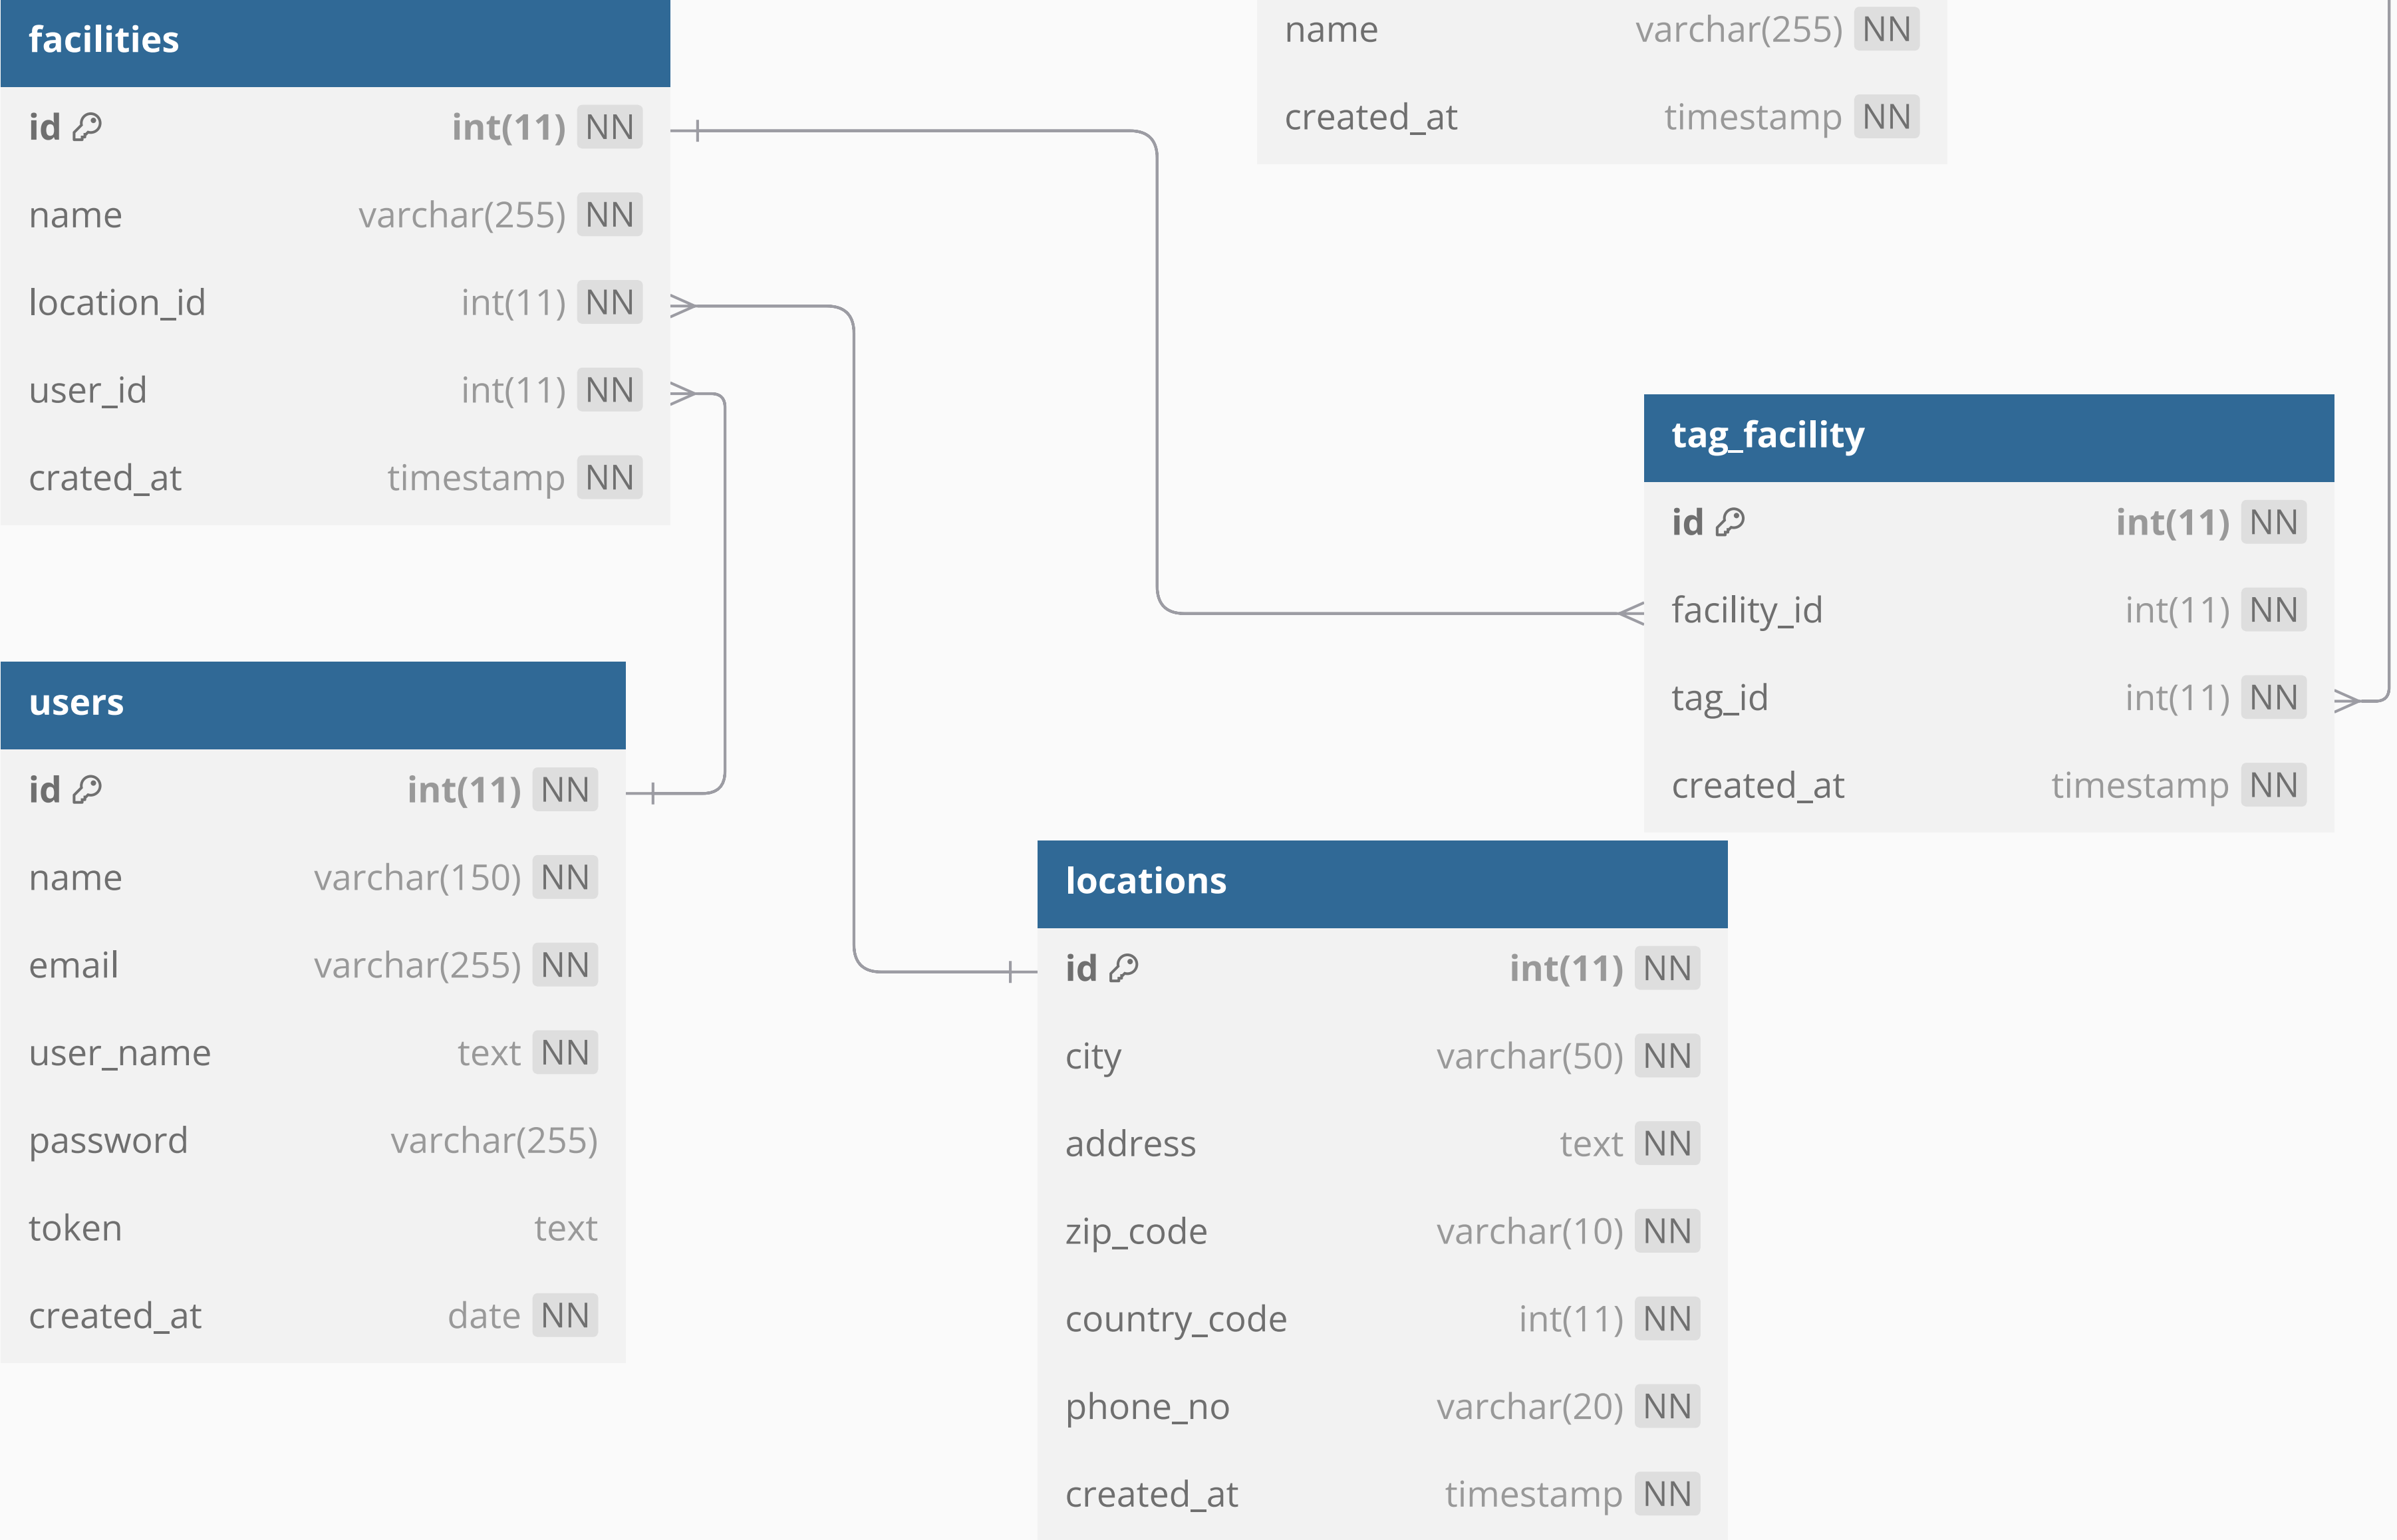 facilities
id int(11) NN
name varchar(255) NN
location_id int(11) NN
user_id int(11) NN
crated_at timestamp NN
name varchar(255) NN
created_at timestamp NN
tag_facility
id int(11) NN
facility_id int(11) NN
tag_id int(11) NN
created_at timestamp NN
users
id int(11) NN
name varchar(150) NN
email varchar(255) NN
user_name text NN
password varchar(255)
token text
created_at date NN
locations
id int(11) NN
city varchar(50) NN
address text NN
zip_code varchar(10) NN
country_code int(11) NN
phone_no varchar(20) NN
created_at timestamp NN